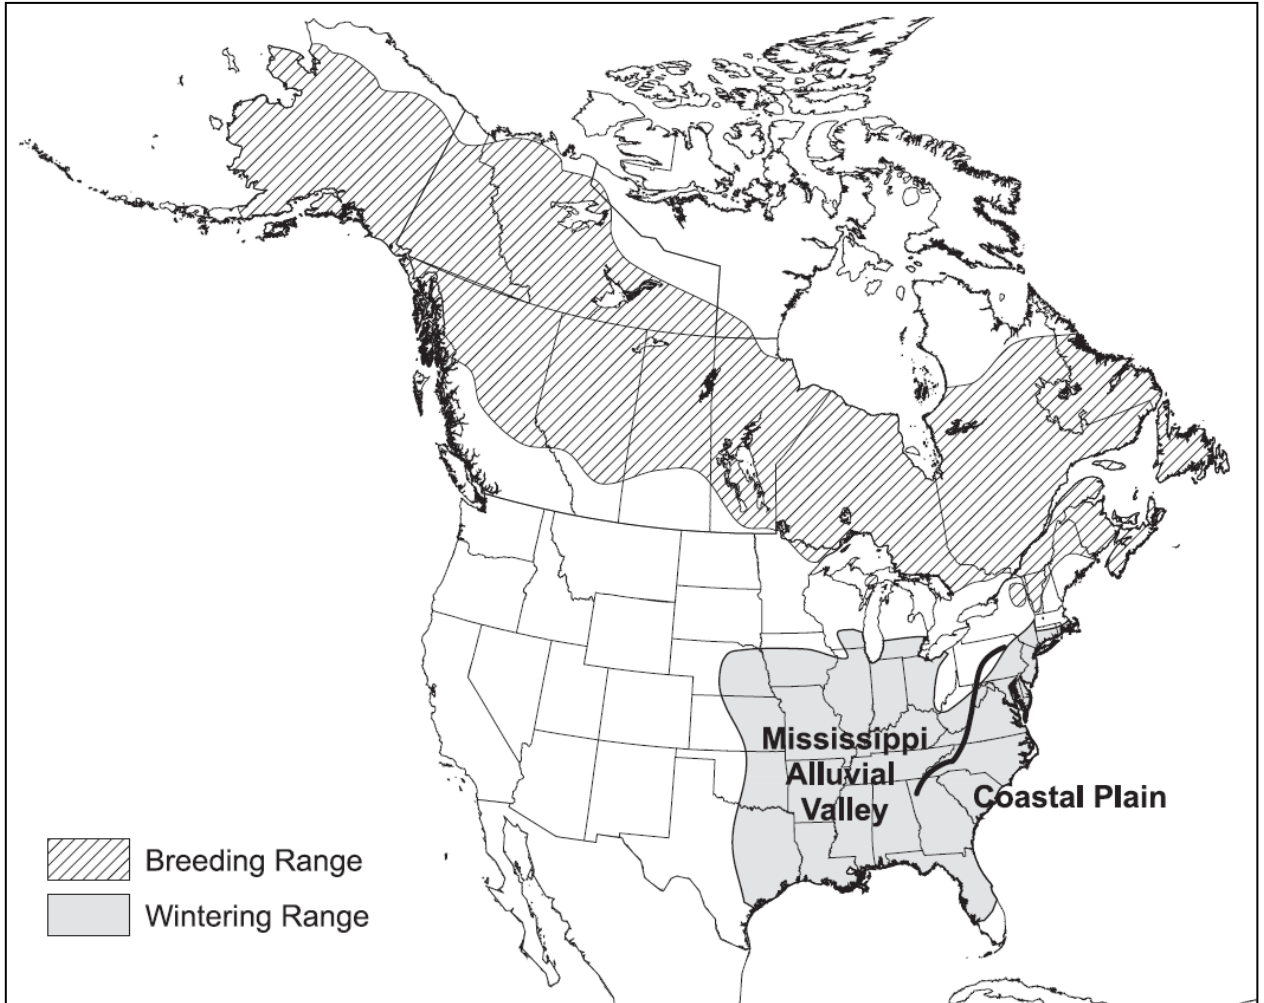 Mississippi
Alluvial
Valley
Coastal Plain
Breeding Range
Wintering Range